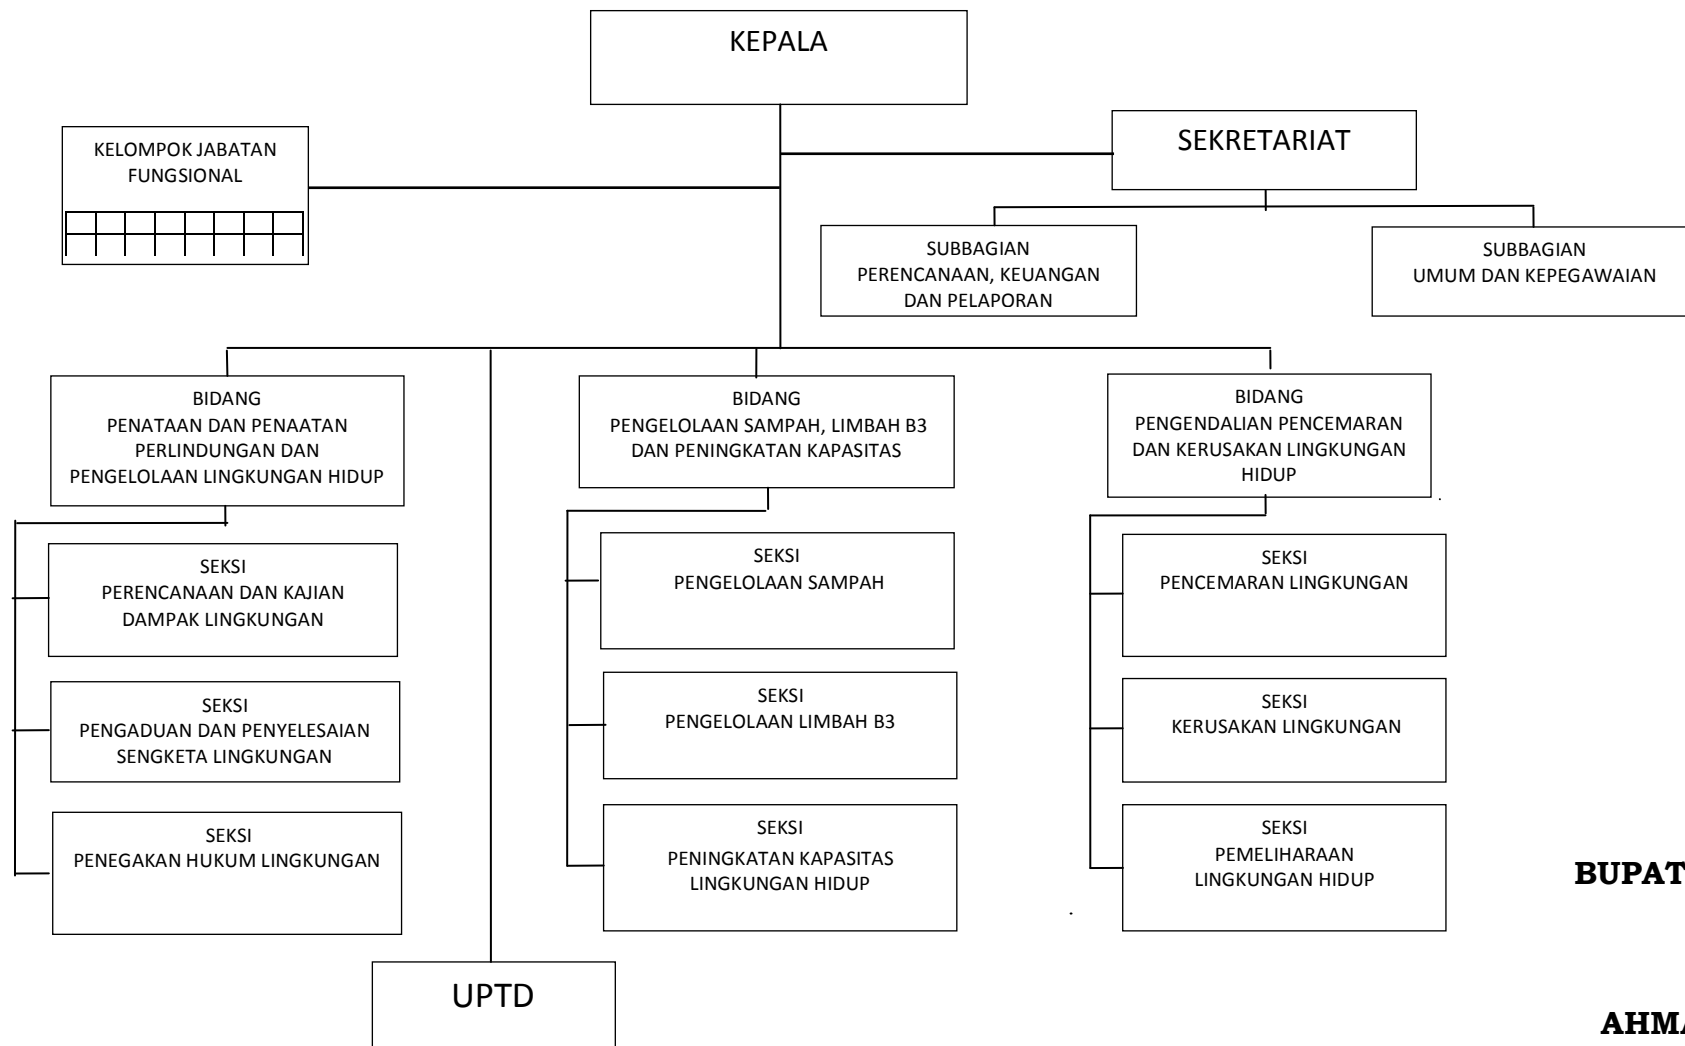 KEPALA
KELOMPOK JABATAN
FUNGSIONAL
SEKRETARIAT
SUBBAGIAN
PERENCANAAN, KEUANGAN
DAN PELAPORAN
SUBBAGIAN
UMUM DAN KEPEGAWAIAN
BIDANG
PENATAAN DAN PENAATAN
PERLINDUNGAN DAN
PENGELOLAAN LINGKUNGAN HIDUP
BIDANG
PENGELOLAAN SAMPAH, LIMBAH B3
DAN PENINGKATAN KAPASITAS
BIDANG
PENGENDALIAN PENCEMARAN
DAN KERUSAKAN LINGKUNGAN
HIDUP
SEKSI
PERENCANAAN DAN KAJIAN
DAMPAK LINGKUNGAN
SEKSI
PENGADUAN DAN PENYELESAIAN
SENGKETA LINGKUNGAN
SEKSI
PENEGAKAN HUKUM LINGKUNGAN
SEKSI
PENGELOLAAN SAMPAH
SEKSI
PENGELOLAAN LIMBAH B3
SEKSI
PENINGKATAN KAPASITAS
LINGKUNGAN HIDUP
SEKSI
PENCEMARAN LINGKUNGAN
SEKSI
KERUSAKAN LINGKUNGAN
SEKSI
PEMELIHARAAN
LINGKUNGAN HIDUP
UPTD
BUPAT
AHMA